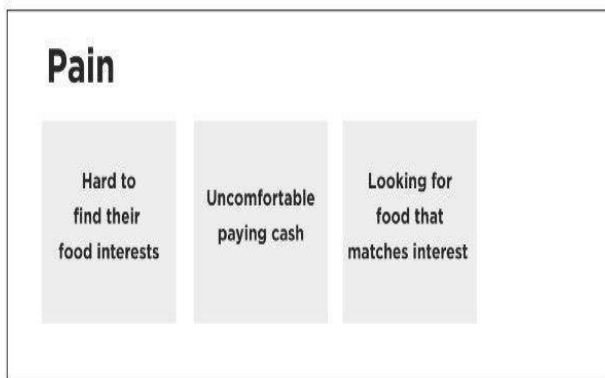 Pain
Hard to
find their
food interests
Uncomfortable
paying cash
Looking for
food that
matches interest